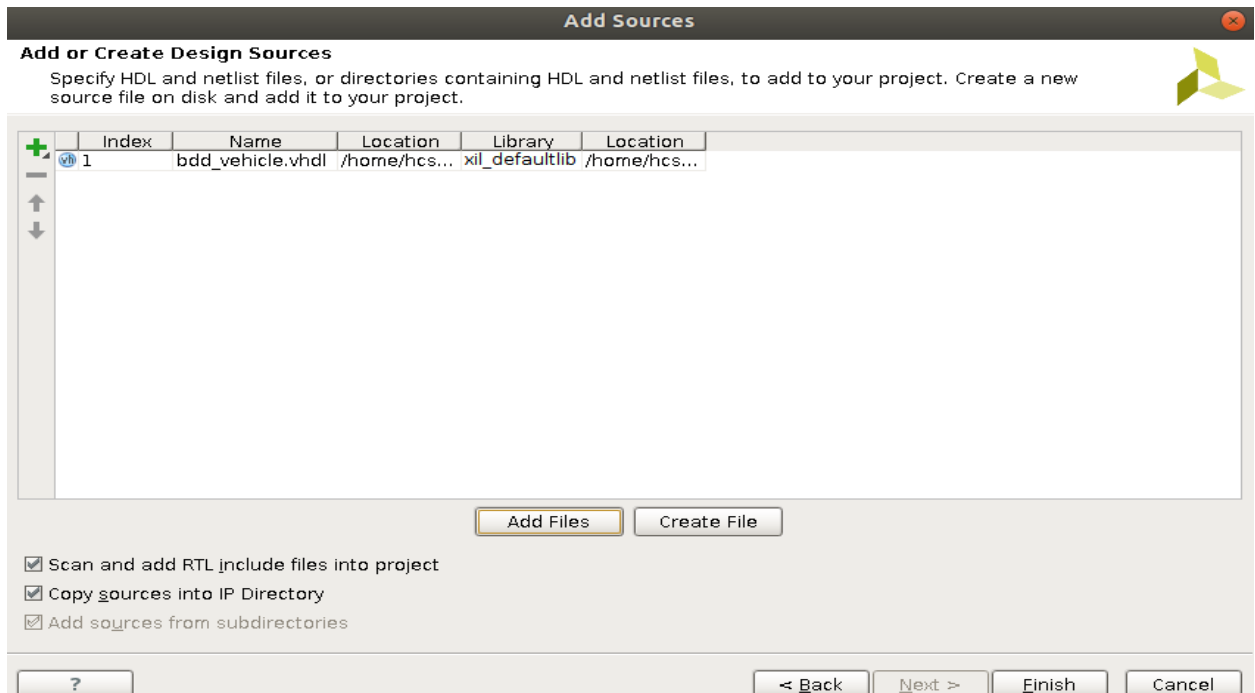 Add Sources
Add or Create Design Sources
Specify HDL and netlist files, or directories containing HDL and netlist files, to add to your project. Create a new
source file on disk and add it to your project.
Index Name Location Library Location
vh 1 bdd_vehicle.vhdl /home/hcs... xil_defaultlib /home/hcs...
Add Files Create File
Scan and add RTL include files into project
Copy sources into IP Directory
Add sources from subdirectories
? < Back Next > Finish Cancel